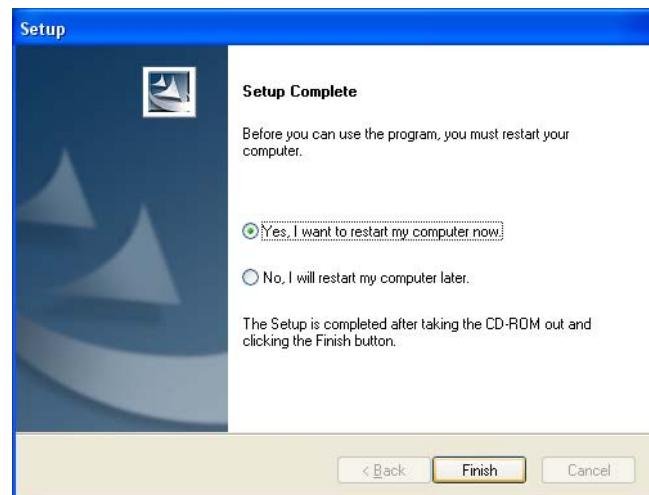 Setup
Setup Complete
Before you can use the program, you must restart your
computer.
Yes, I want to restart my computer now.
No, I will restart my computer later.
The Setup is completed after taking the CD-ROM out and
clicking the Finish button.
< Back Finish Cancel